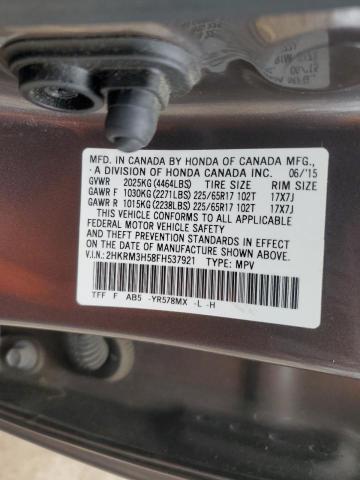 MFD. IN CANADA BY HONDA OF CANADA MFG.,
A DIVISION OF HONDA CANADA INC. 06/'15
GVWR 2025KG (4464LBS) TIRE SIZE RIM SIZE
GAWR F 1030KG (2271LBS) 225/65R17 102T 17X7J
GAWR R 1015KG (2238LBS) 225/65R17 102T 17X7J
THIS VEHICLE CONFORMS TO ALL APPLICABLE
FEDERAL MOTOR VEHICLE SAFETY AND THEFT
PREVENTION STANDARDS IN EFFECT ON THE
DATE OF MANUFACTURE SHOWN ABOVE.
V.I.N.: 2HKRM3H58FH537921 TYPE: MPV
TFF F AB5 -YR578MX -L -H